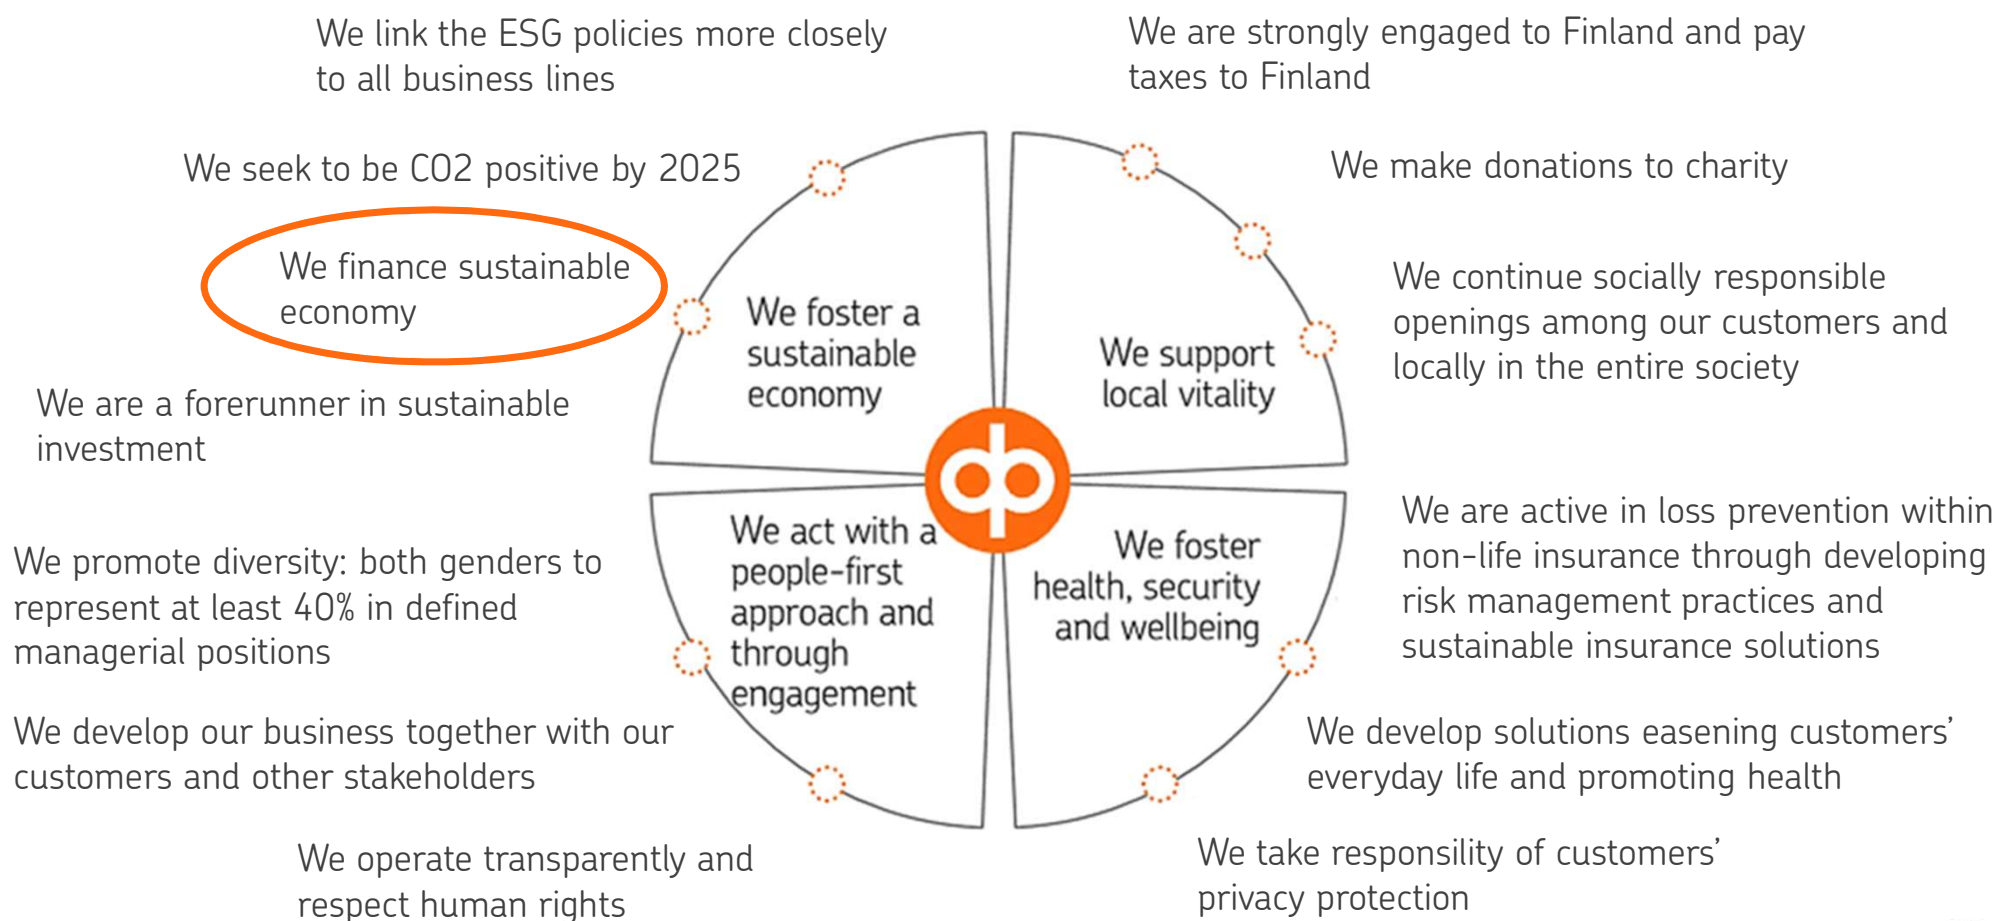 We link the ESG policies more closely
to all business lines
We are strongly engaged to Finland and pay
taxes to Finland
We seek to be CO2 positive by 2025
We make donations to charity
We finance sustainable
economy
We continue socially responsible
openings among our customers and
locally in the entire society
We are a forerunner in sustainable
investment
We foster a
sustainable
economy
We support
local vitality
We act with a
people-first
approach and
through
engagement
We foster
health, security
and wellbeing
We promote diversity: both genders to
represent at least 40% in defined
managerial positions
We are active in loss prevention within
non-life insurance through developing
risk management practices and
sustainable insurance solutions
We develop our business together with our
customers and other stakeholders
We develop solutions easening customers’
everyday life and promoting health
We operate transparently and
respect human rights
We take responsility of customers’
privacy protection